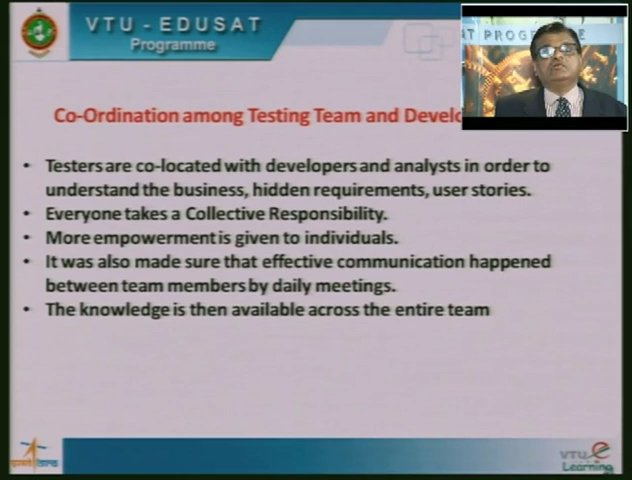 VTU - EDUSAT
Programme
AT PROGRAMME
Co-Ordination among Testing Team and Develo
• Testers are co-located with developers and analysts in order to
understand the business, hidden requirements, user stories.
• Everyone takes a Collective Responsibility.
• More empowerment is given to individuals.
• It was also made sure that effective communication happened
between team members by daily meetings.
• The knowledge is then available across the entire team
VTU e
Learning